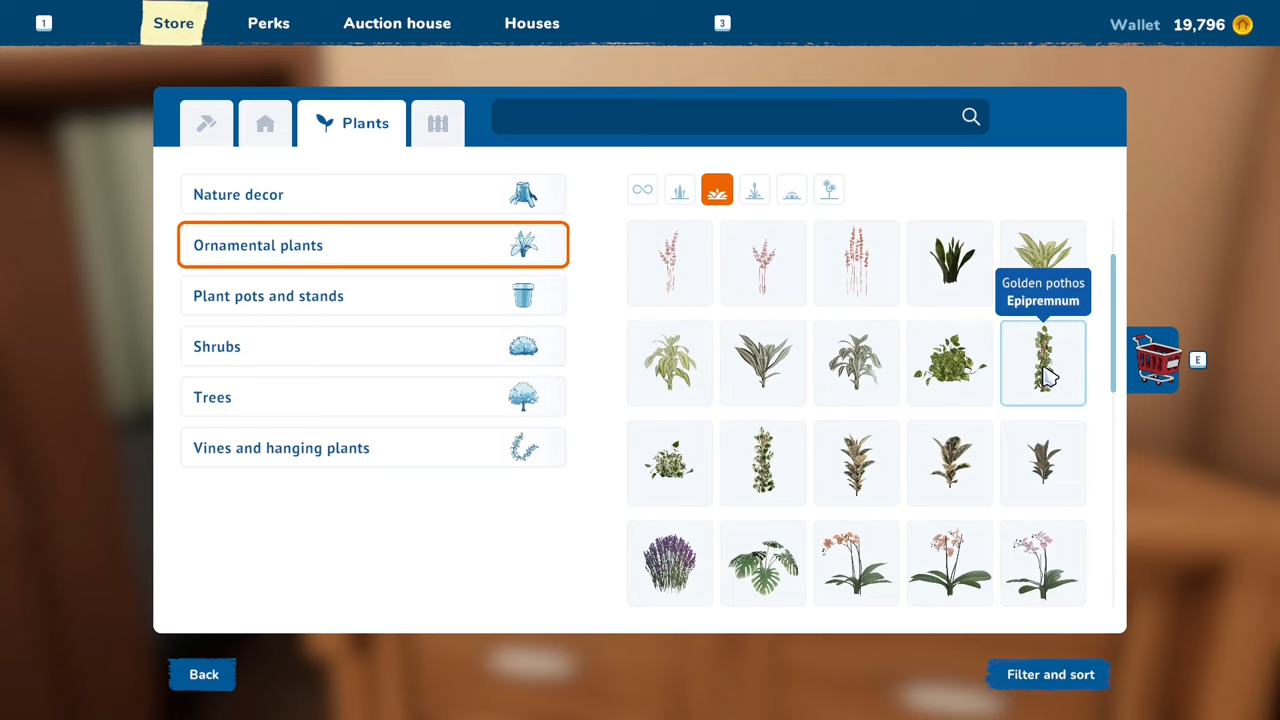 1
Store
Perks
Auction house
Houses
3
Wallet 19,796
Plants
Nature decor
Ornamental plants
Plant pots and stands
Shrubs
Trees
Vines and hanging plants
Golden pothos
Epipremnum
E
Back
Filter and sort